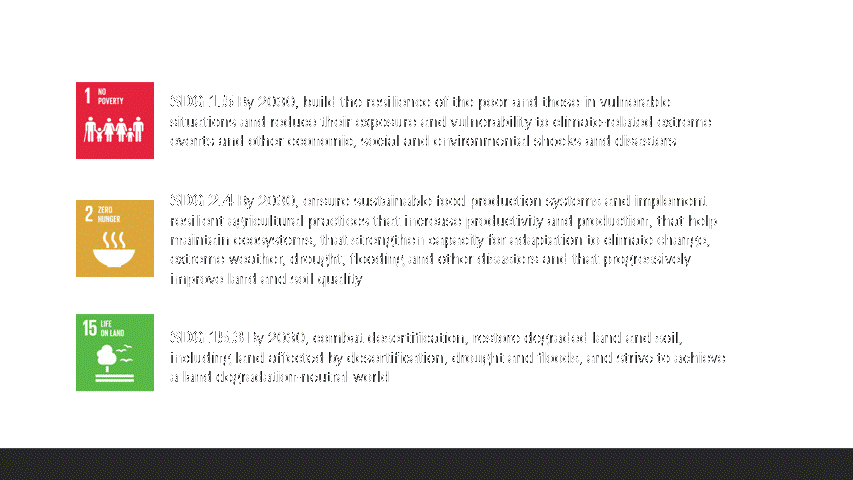 1 NO
POVERTY
SDG 1.5 By 2030, build the resilience of the poor and those in vulnerable
situations and reduce their exposure and vulnerability to climate-related extreme
events and other economic, social and environmental shocks and disasters
2 ZERO
HUNGER
SDG 2.4 By 2030, ensure sustainable food production systems and implement
resilient agricultural practices that increase productivity and production, that help
maintain ecosystems, that strengthen capacity for adaptation to climate change,
extreme weather, drought, flooding and other disasters and that progressively
improve land and soil quality
15 LIFE
ON LAND
SDG 15.3 By 2030, combat desertification, restore degraded land and soil,
including land affected by desertification, drought and floods, and strive to achieve
a land degradation-neutral world